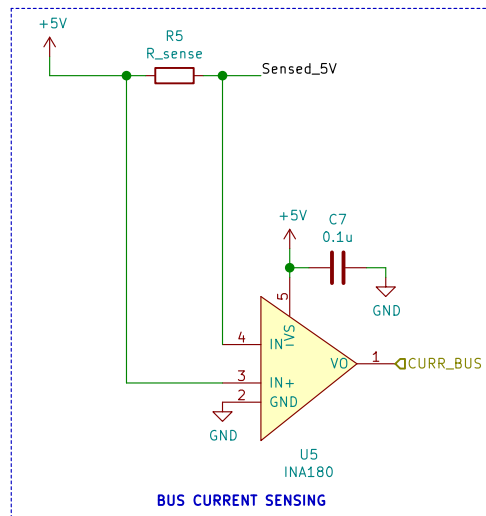 +5V
R5
R_sense
Sensed_5V
+5V
C7
0.1u
GND
5
VS
4
IN-
3
IN+
2
GND
VO
1
CURR_BUS
GND
U5
INA180
BUS CURRENT SENSING